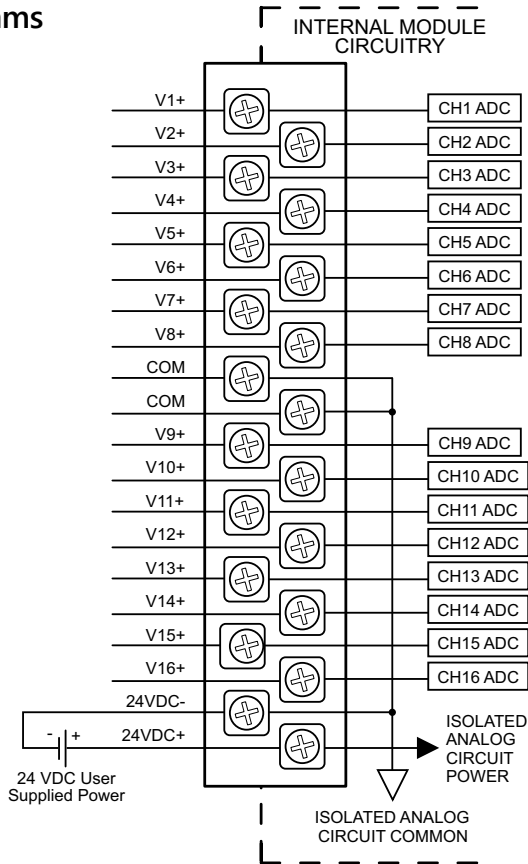 ams
INTERNAL MODULE
CIRCUITRY
V1+
CH1 ADC
V2+
CH2 ADC
V3+
CH3 ADC
V4+
CH4 ADC
V5+
CH5 ADC
V6+
CH6 ADC
V7+
CH7 ADC
V8+
CH8 ADC
COM
COM
V9+
CH9 ADC
V10+
CH10 ADC
V11+
CH11 ADC
V12+
CH12 ADC
V13+
CH13 ADC
V14+
CH14 ADC
V15+
CH15 ADC
V16+
CH16 ADC
24VDC-
- +
24VDC+
24 VDC User
Supplied Power
ISOLATED
ANALOG
CIRCUIT
POWER
ISOLATED ANALOG
CIRCUIT COMMON